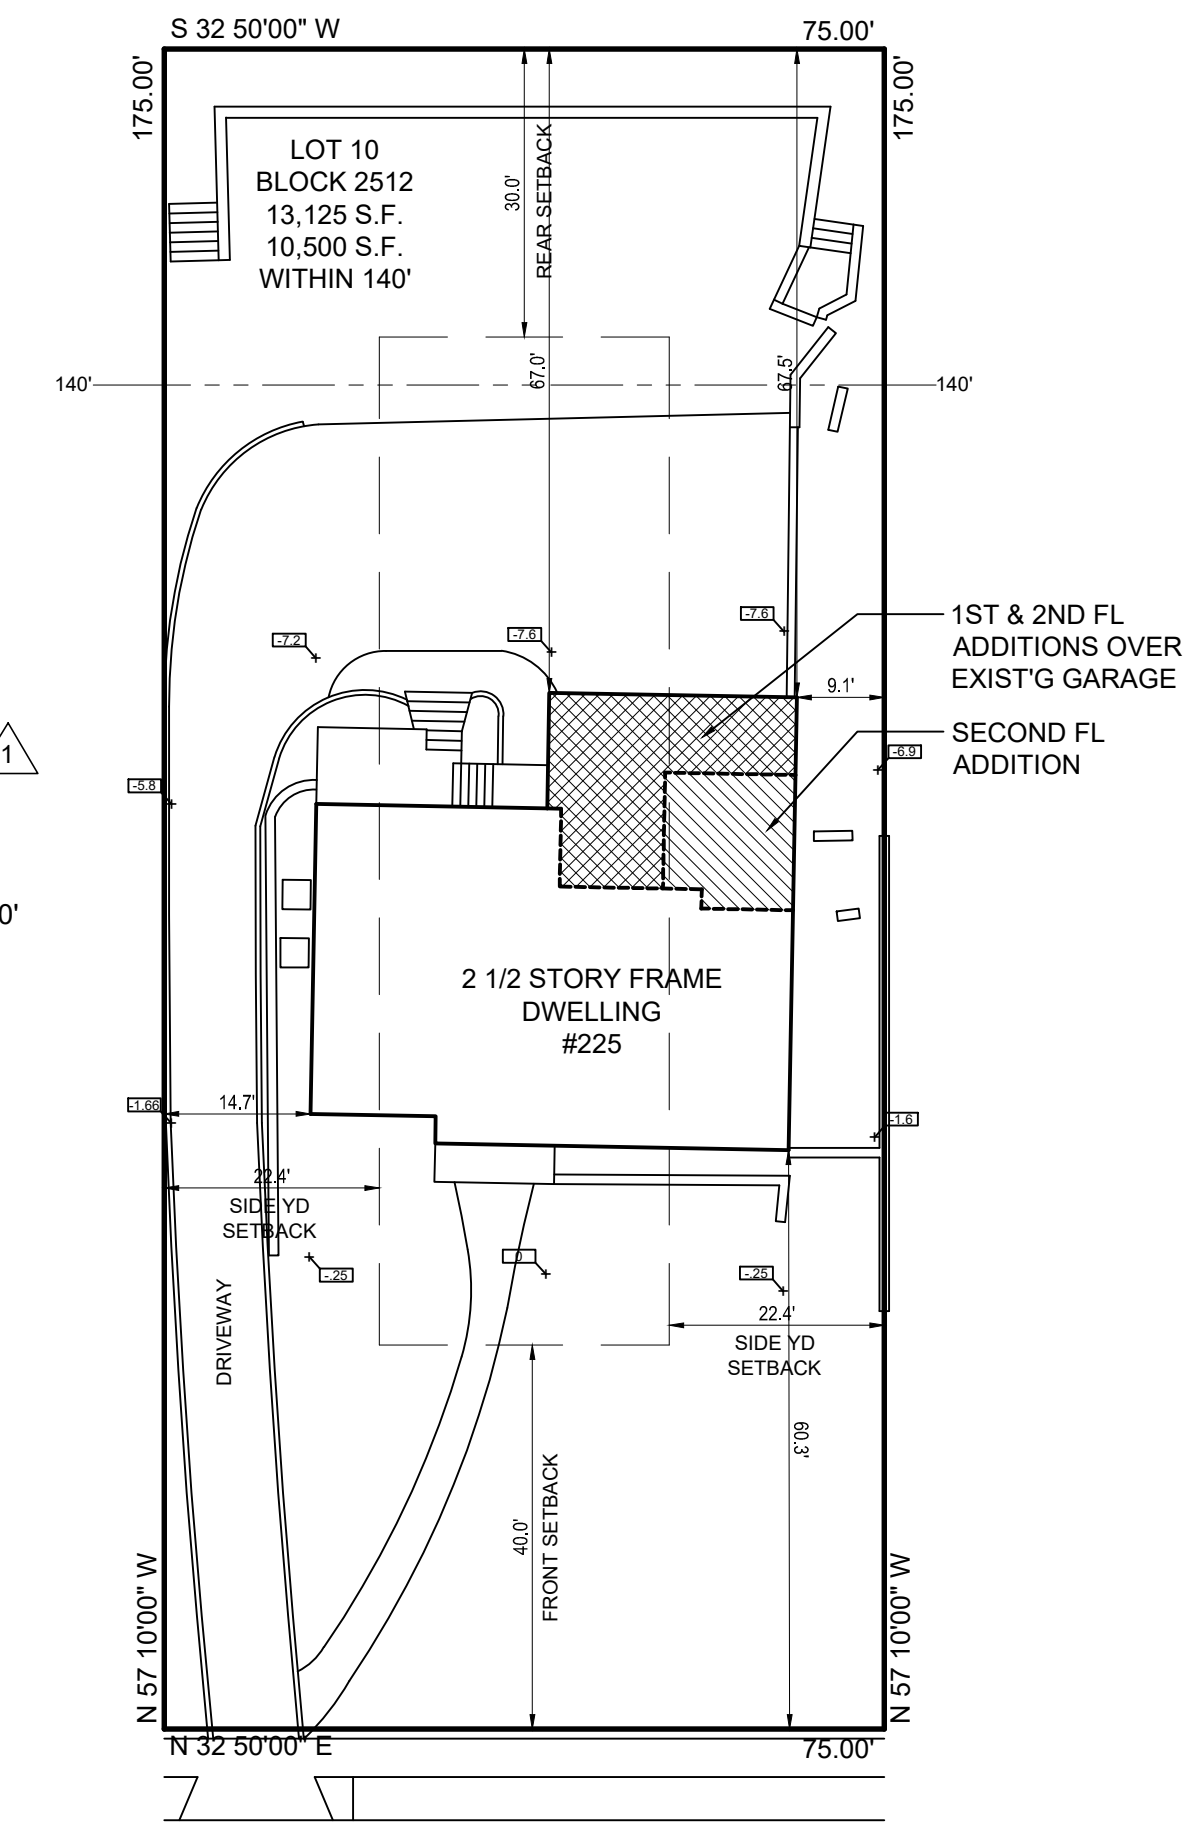 S 32 50'00" W
75.00'
175.00'
175.00'
LOT 10
BLOCK 2512
13,125 S.F.
10,500 S.F.
WITHIN 140'
30.0'
REAR SETBACK
67.0'
67.5'
140'
140'
1ST & 2ND FL
ADDITIONS OVER
EXIST'G GARAGE
-7.2
-7.6
-7.6
9.1'
SECOND FL
ADDITION
1
-5.8
-6.9
0'
2 1/2 STORY FRAME
DWELLING
#225
-1.66
14.7'
-1.6
22.4'
SIDE YD
SETBACK
-.25
0
-.25
22.4'
SIDE YD
SETBACK
DRIVEWAY
60.3'
40.0'
FRONT SETBACK
N 57 10'00" W
N 57 10'00" W
N 32 50'00" E
75.00'